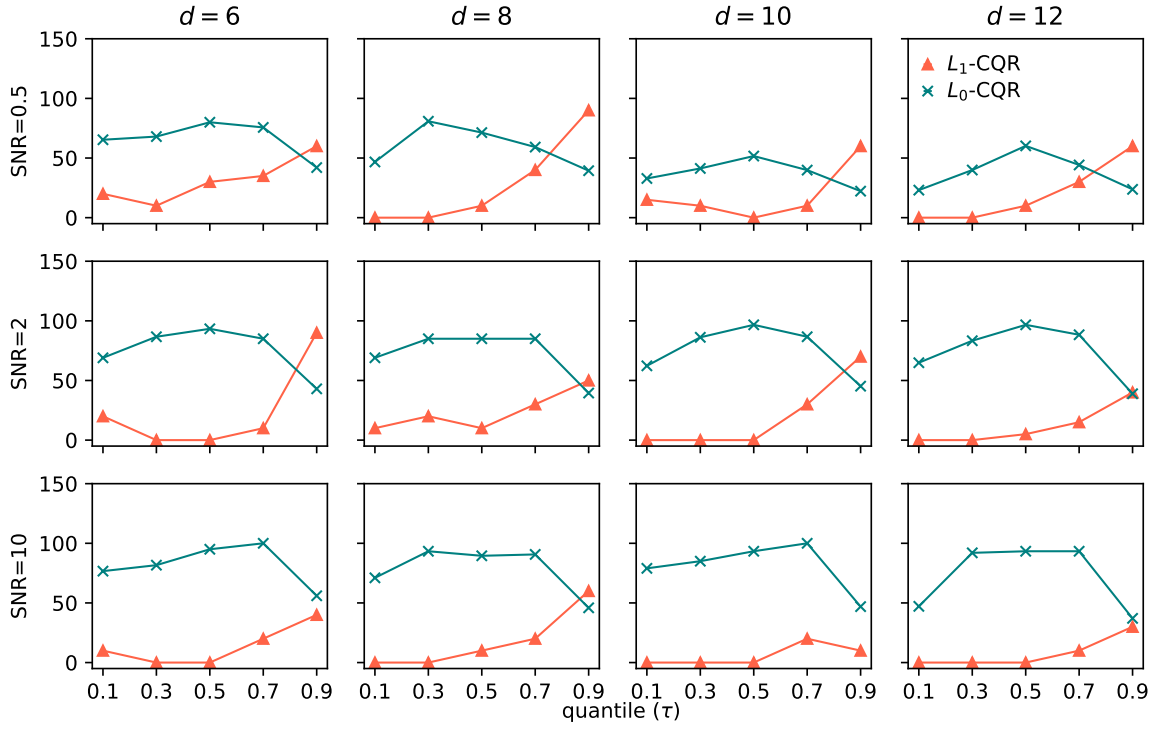 d = 6 d = 8 d = 10 d = 12
150
100
50
0
SNR=0.5
L₁-CQR
L₀-CQR
150
100
50
0
SNR=2
150
100
50
0
SNR=10
0.1 0.3 0.5 0.7 0.9 0.1 0.3 0.5 0.7 0.9 0.1 0.3 0.5 0.7 0.9 0.1 0.3 0.5 0.7 0.9
quantile (τ)